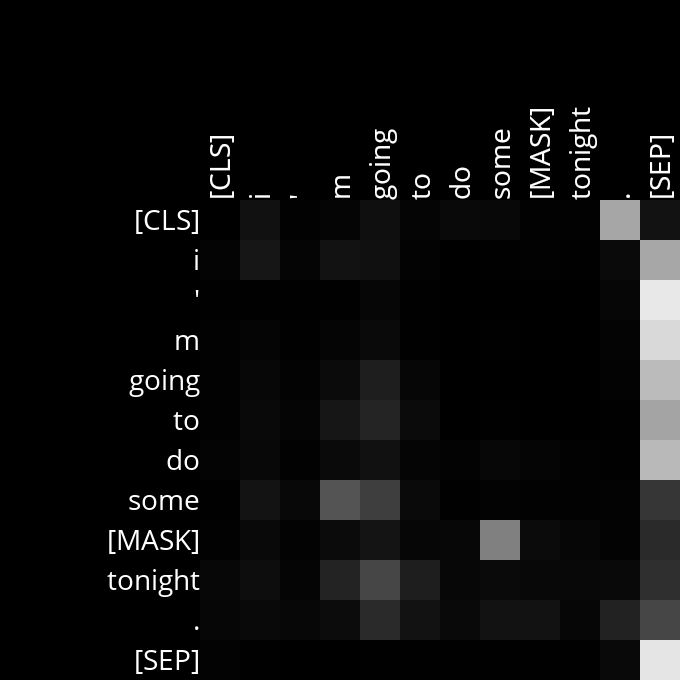 [CLS] i ' m going to do some [MASK] tonight . [SEP]
[CLS]
i
'
m
going
to
do
some
[MASK]
tonight
.
[SEP]